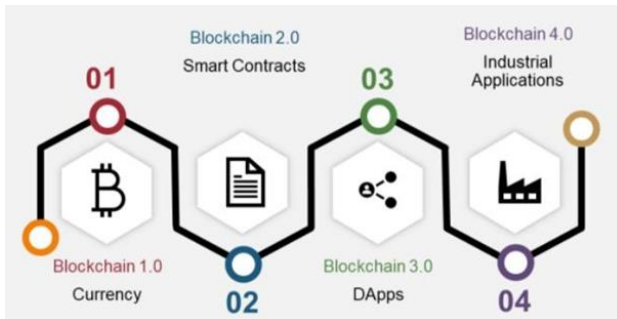 01
Blockchain 1.0
Currency
Blockchain 2.0
Smart Contracts
02
03
Blockchain 3.0
DApps
Blockchain 4.0
Industrial
Applications
04